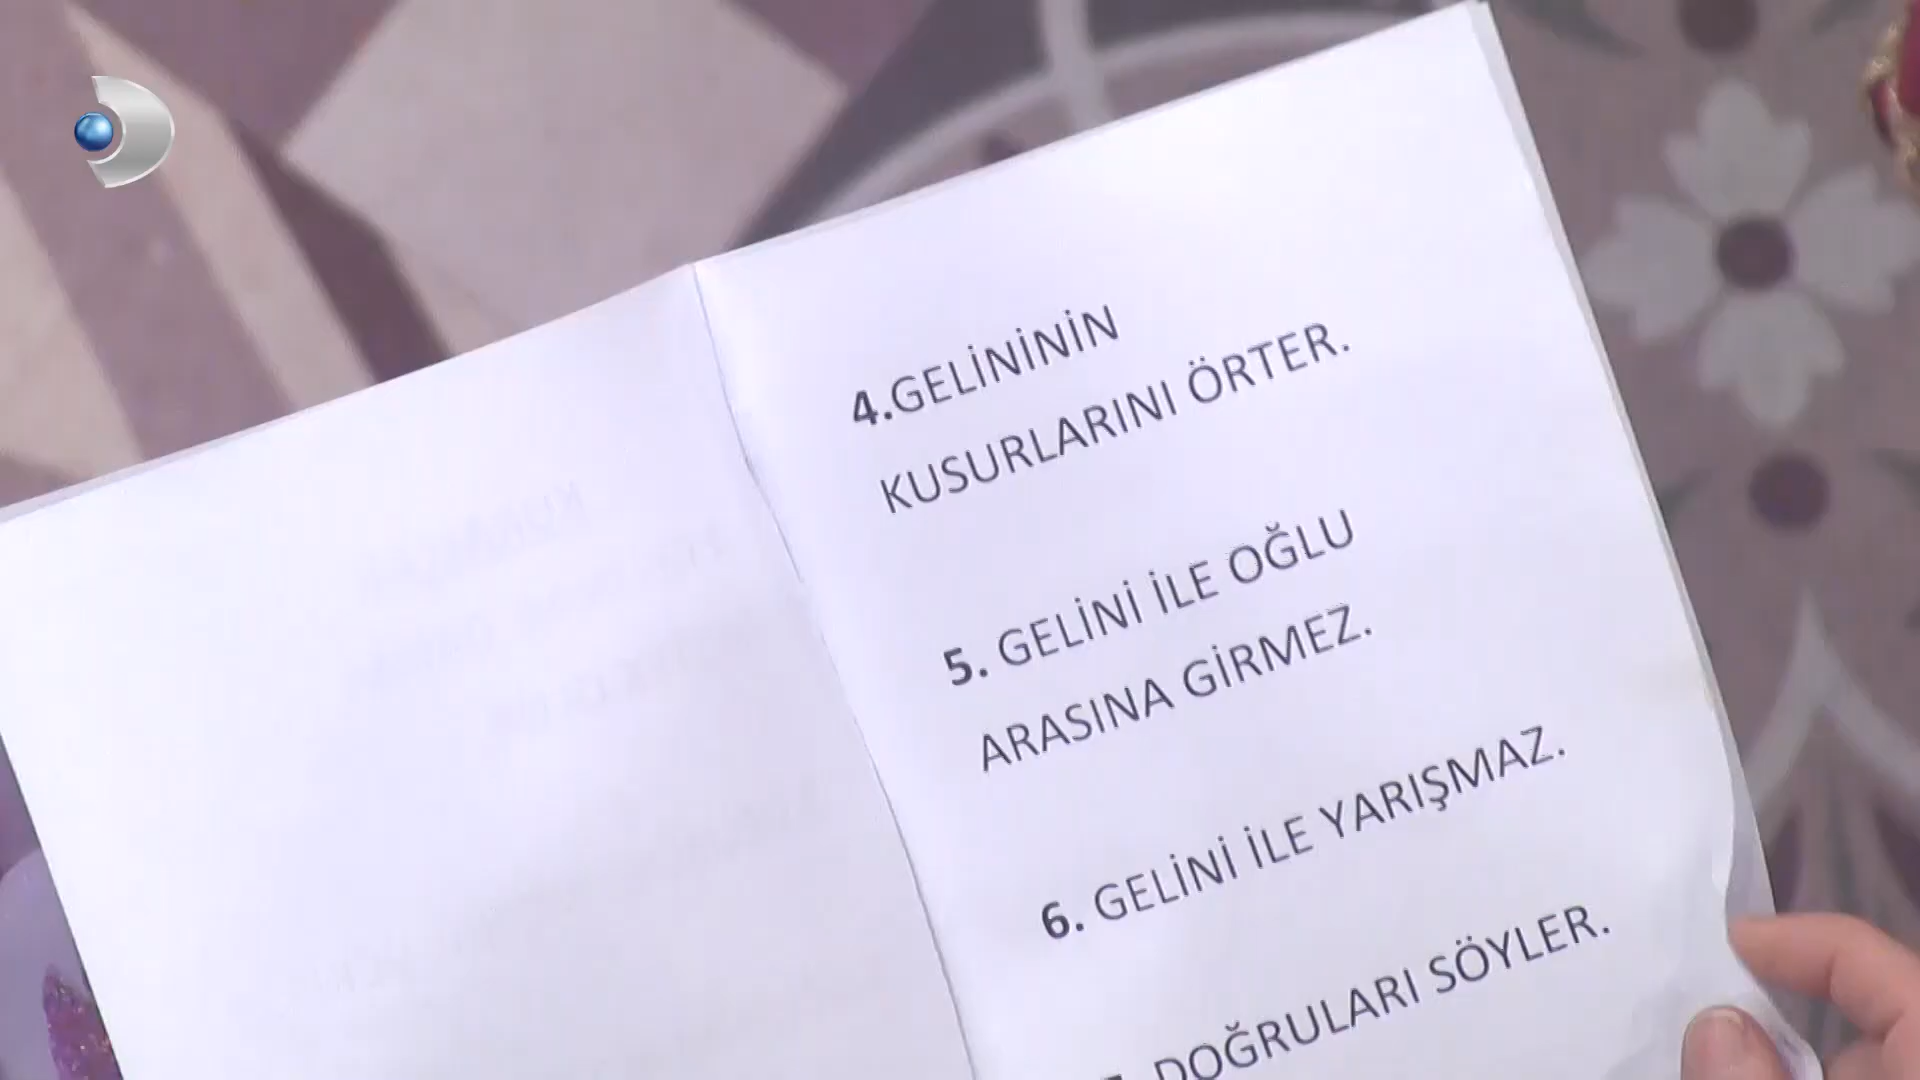 4.GELİNİNİN
KUSURLARINI ÖRTER.
5. GELİNİ İLE OĞLU
ARASINA GİRMEZ.
6. GELİNİ İLE YARIŞMAZ.
DOĞRULARI SÖYLER.